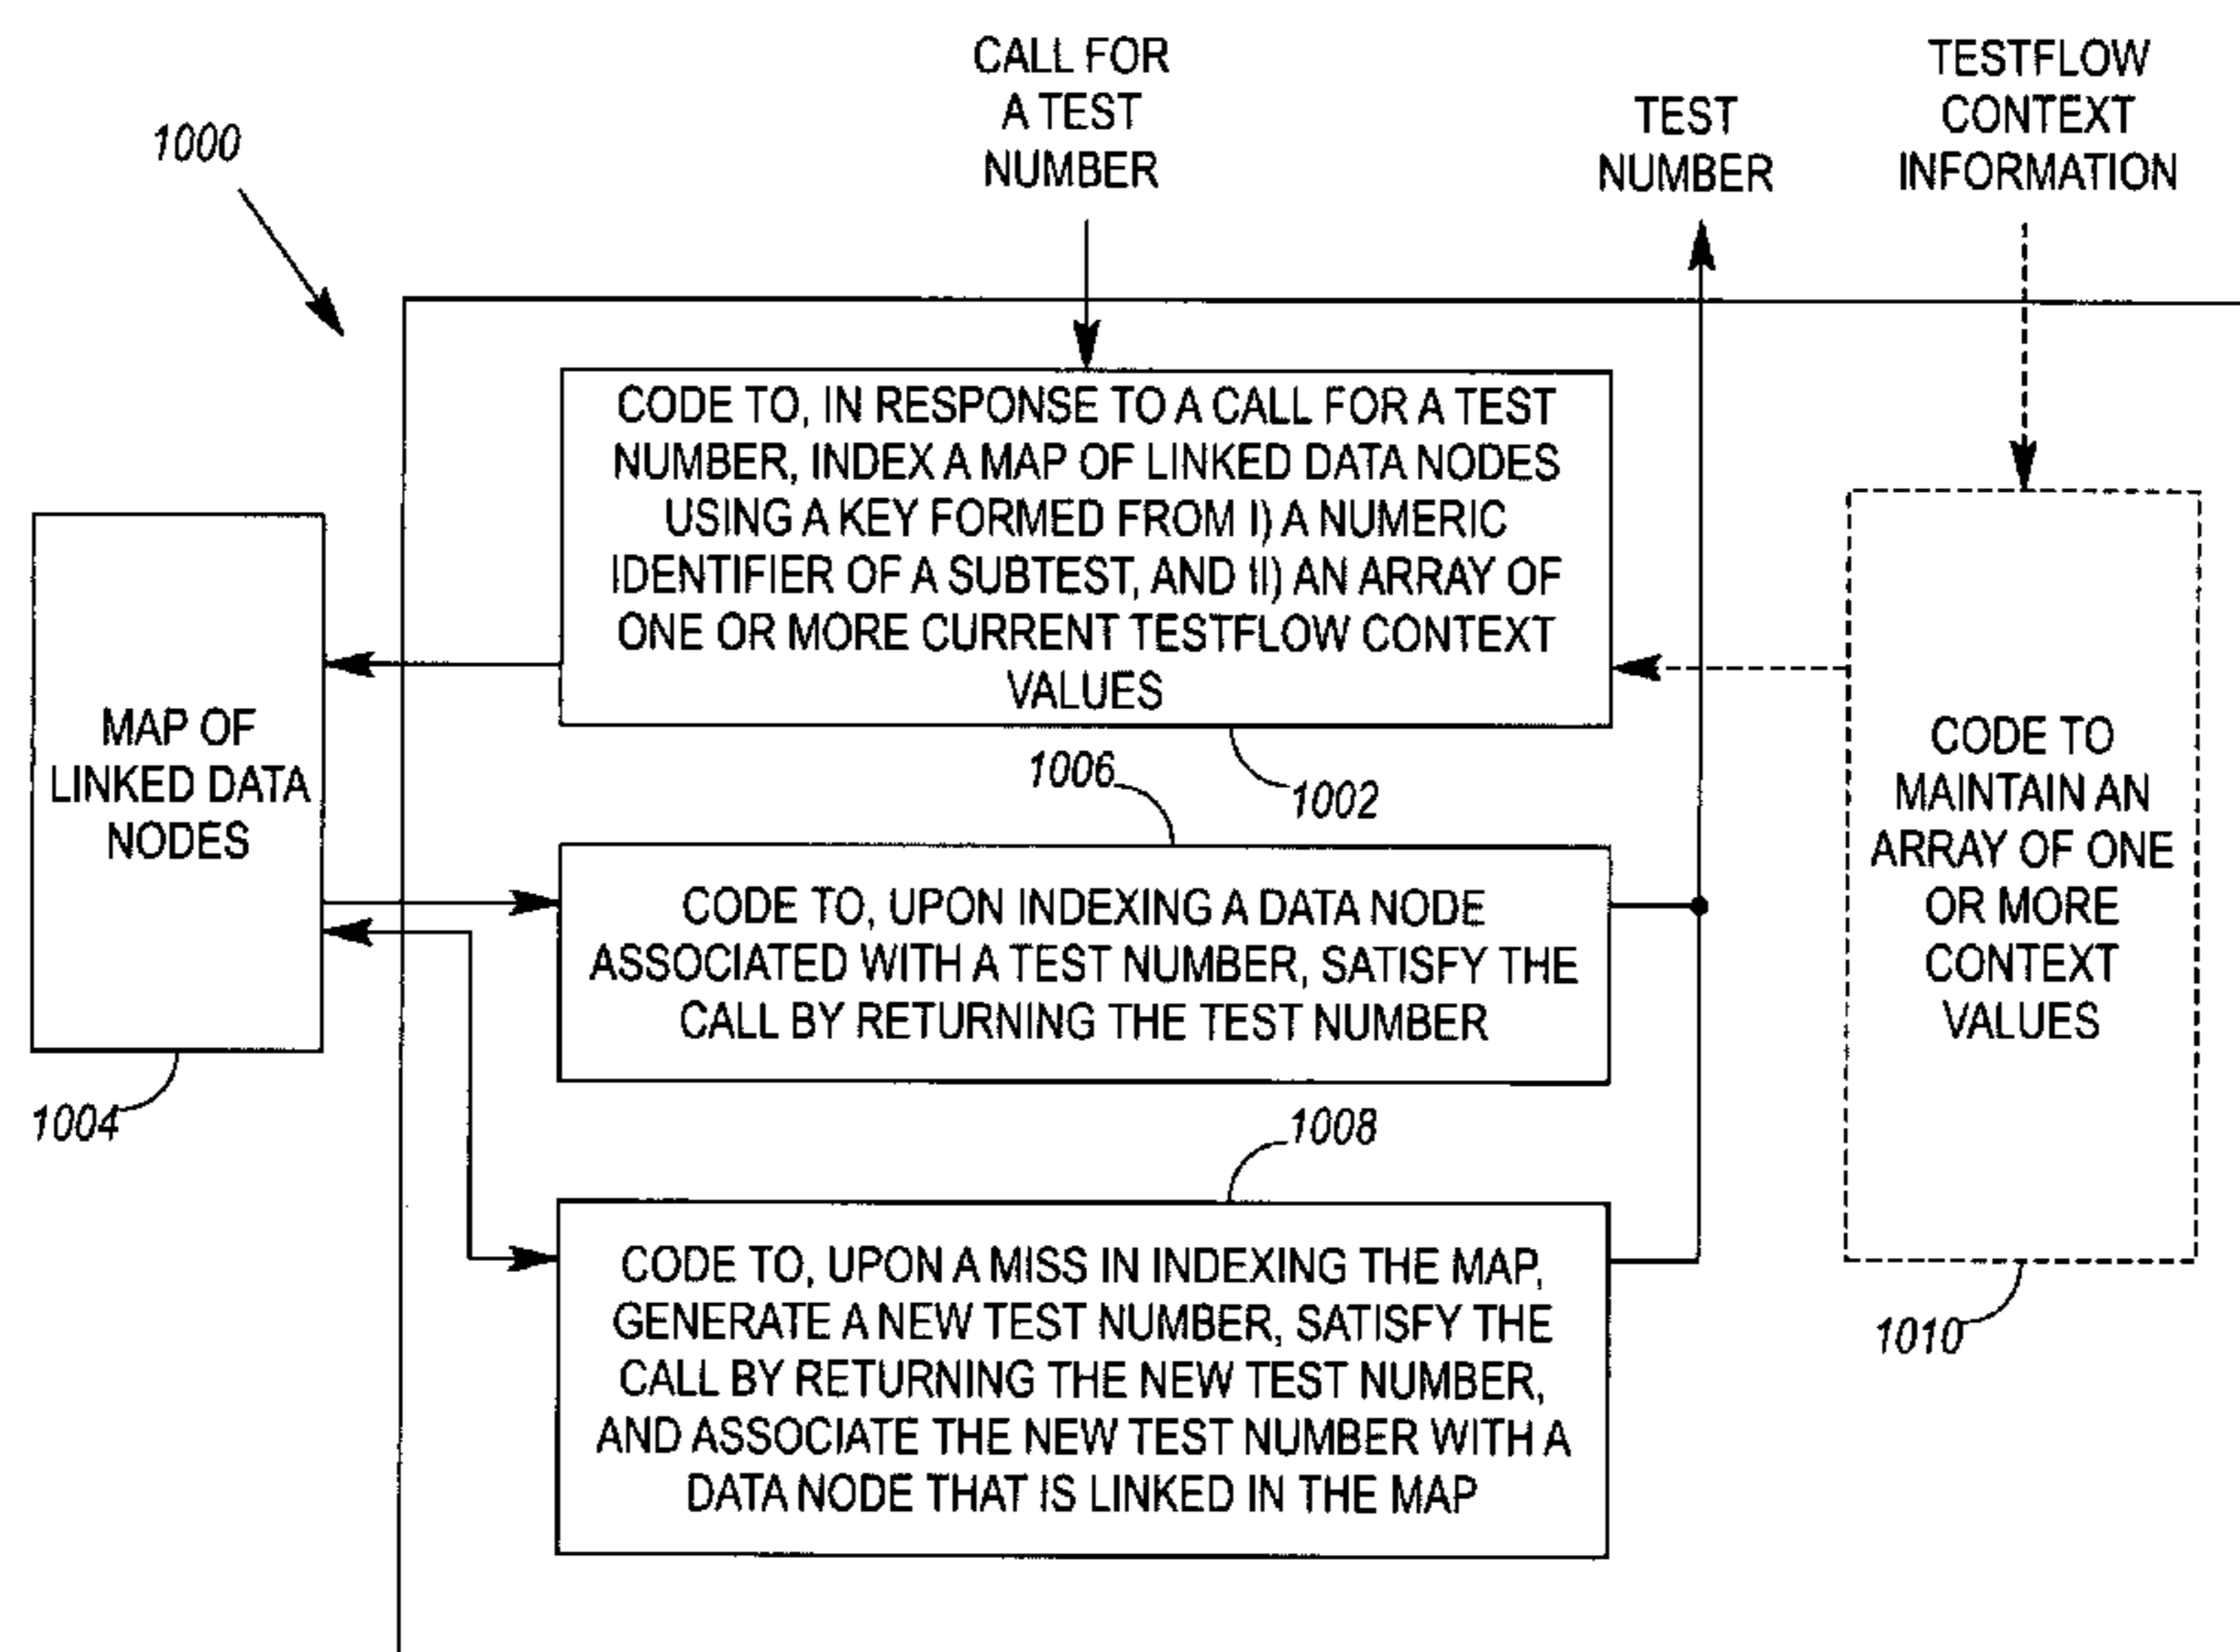 1000
CALL FOR
A TEST
NUMBER
TEST
NUMBER
TESTFLOW
CONTEXT
INFORMATION
CODE TO, IN RESPONSE TO A CALL FOR A TEST
NUMBER, INDEX A MAP OF LINKED DATA NODES
USING A KEY FORMED FROM I) A NUMERIC
IDENTIFIER OF A SUBTEST, AND II) AN ARRAY OF
ONE OR MORE CURRENT TESTFLOW CONTEXT
VALUES
1002
MAP OF
LINKED DATA
NODES
1004
1006
CODE TO, UPON INDEXING A DATA NODE
ASSOCIATED WITH A TEST NUMBER, SATISFY THE
CALL BY RETURNING THE TEST NUMBER
1008
CODE TO, UPON A MISS IN INDEXING THE MAP,
GENERATE A NEW TEST NUMBER, SATISFY THE
CALL BY RETURNING THE NEW TEST NUMBER,
AND ASSOCIATE THE NEW TEST NUMBER WITH A
DATA NODE THAT IS LINKED IN THE MAP
CODE TO
MAINTAIN AN
ARRAY OF ONE
OR MORE
CONTEXT
VALUES
1010